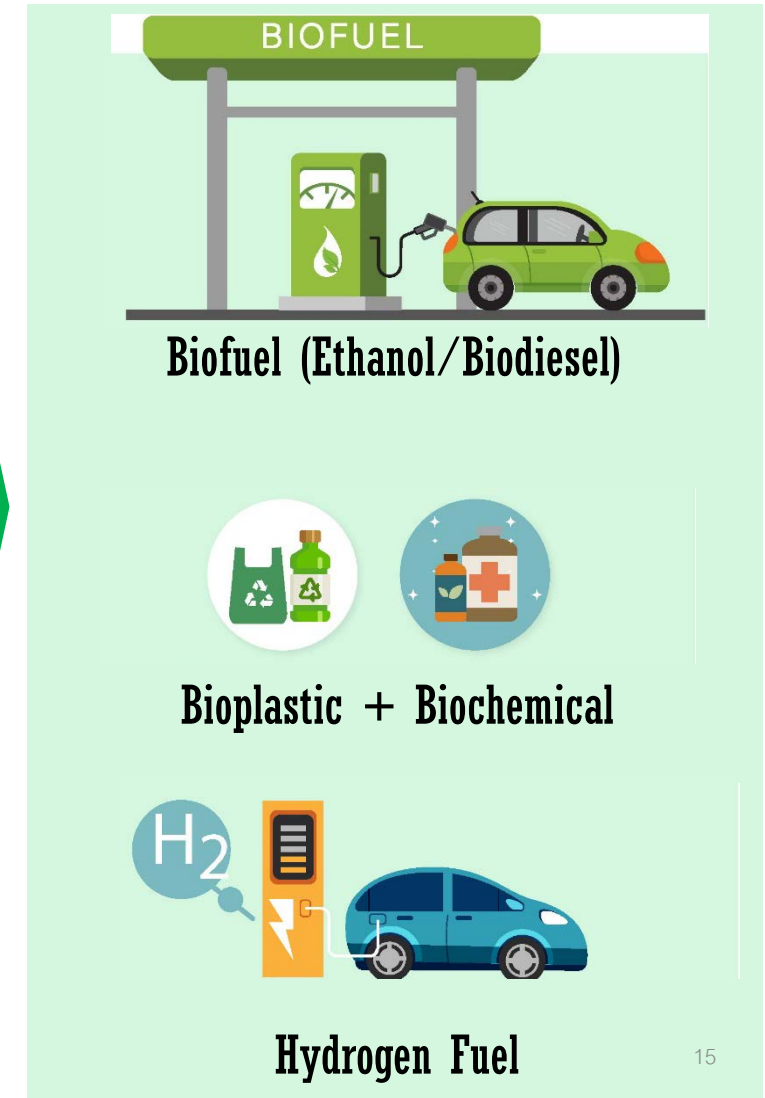 BIOFUEL
Biofuel (Ethanol/Biodiesel)
Bioplastic + Biochemical
H2
Hydrogen Fuel
15